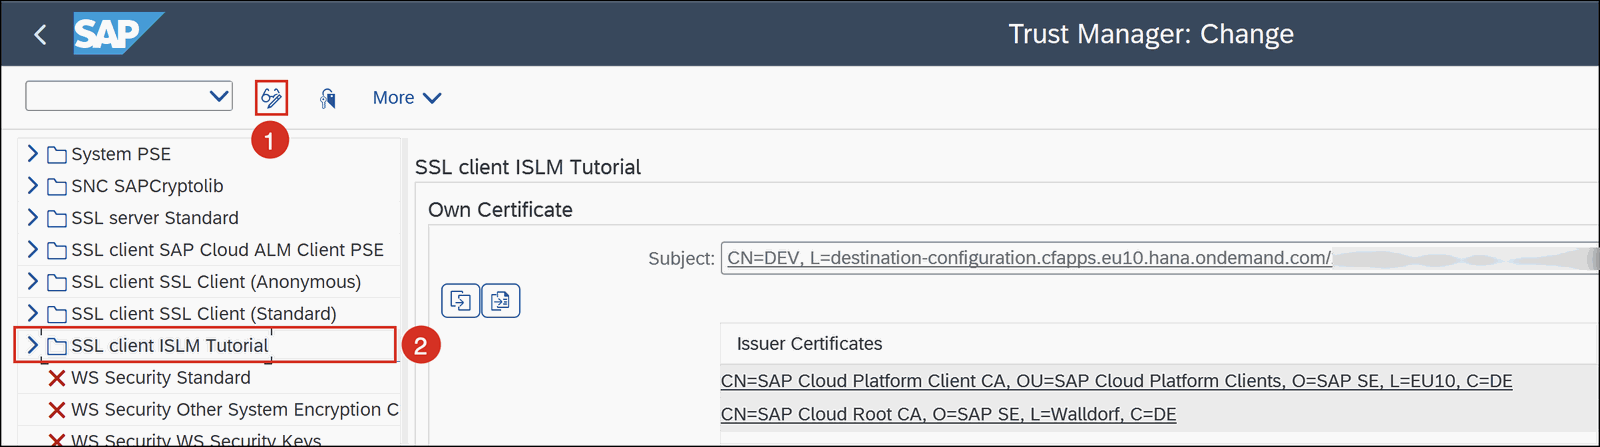 SAP
Trust Manager: Change
More
1
System PSE
SNC SAPCryptolib
SSL server Standard
SSL client SAP Cloud ALM Client PSE
SSL client SSL Client (Anonymous)
SSL client SSL Client (Standard)
SSL client ISLM Tutorial
2
WS Security Standard
WS Security Other System Encryption C
WS Security WS Security Keys
SSL client ISLM Tutorial
Own Certificate
Subject: CN=DEV, L=destination-configuration.cfapps.eu10.hana.ondemand.com/
Issuer Certificates
CN=SAP Cloud Platform Client CA, OU=SAP Cloud Platform Clients, O=SAP SE, L=EU10, C=DE
CN=SAP Cloud Root CA, O=SAP SE, L=Walldorf, C=DE